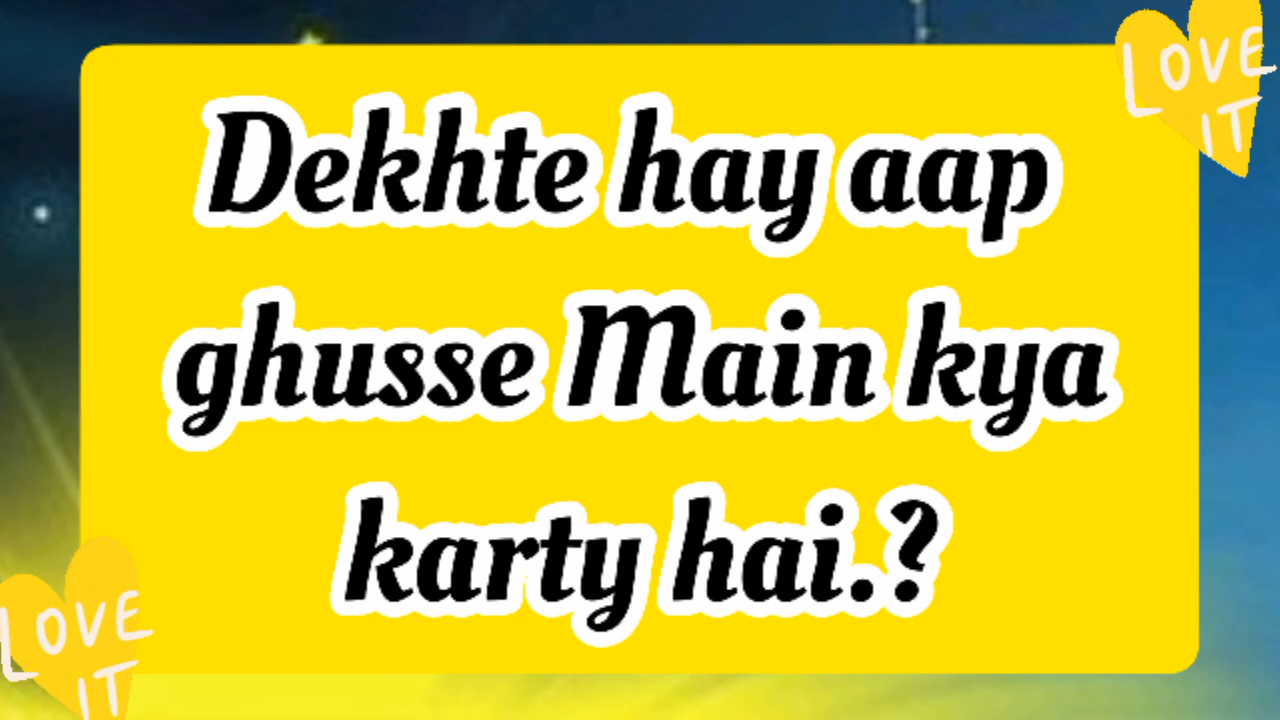 LOVE
IT
Dekhte hay aap
ghusse Main kya
karty hai.?
LOVE
IT